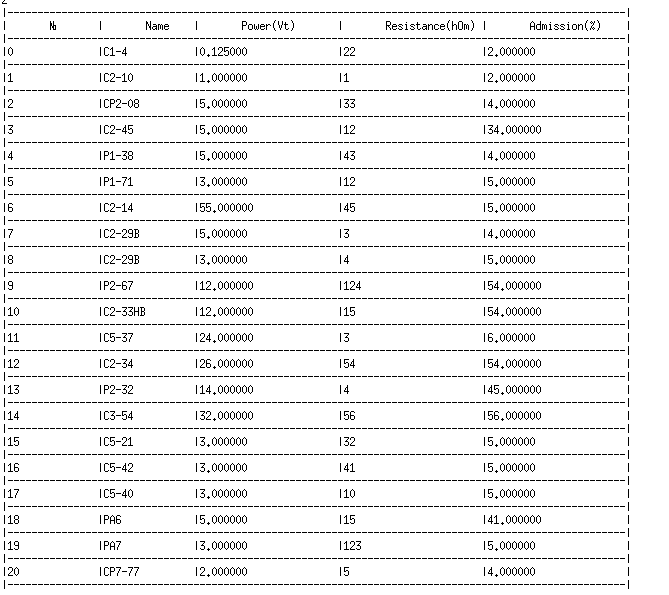 2
|№ | Name | Power(Vt) | Resistance(hOm) | Admission(%) |
|0 |C1-4 |0.125000 |22 |2.000000 |
|1 |C2-10 |1.000000 |1 |2.000000 |
|2 |CP2-08 |5.000000 |33 |4.000000 |
|3 |C2-45 |5.000000 |12 |34.000000 |
|4 |P1-38 |5.000000 |43 |4.000000 |
|5 |P1-71 |3.000000 |12 |5.000000 |
|6 |C2-14 |55.000000 |45 |5.000000 |
|7 |C2-29B |5.000000 |3 |4.000000 |
|8 |C2-29B |3.000000 |4 |5.000000 |
|9 |P2-67 |12.000000 |124 |54.000000 |
|10 |C2-33HB |12.000000 |15 |54.000000 |
|11 |C5-37 |24.000000 |3 |6.000000 |
|12 |C2-34 |26.000000 |54 |54.000000 |
|13 |P2-32 |14.000000 |4 |45.000000 |
|14 |C3-54 |32.000000 |56 |56.000000 |
|15 |C5-21 |3.000000 |32 |5.000000 |
|16 |C5-42 |3.000000 |41 |5.000000 |
|17 |C5-40 |3.000000 |10 |5.000000 |
|18 |PA6 |5.000000 |15 |41.000000 |
|19 |PA7 |3.000000 |123 |5.000000 |
|20 |CP7-77 |2.000000 |5 |4.000000 |